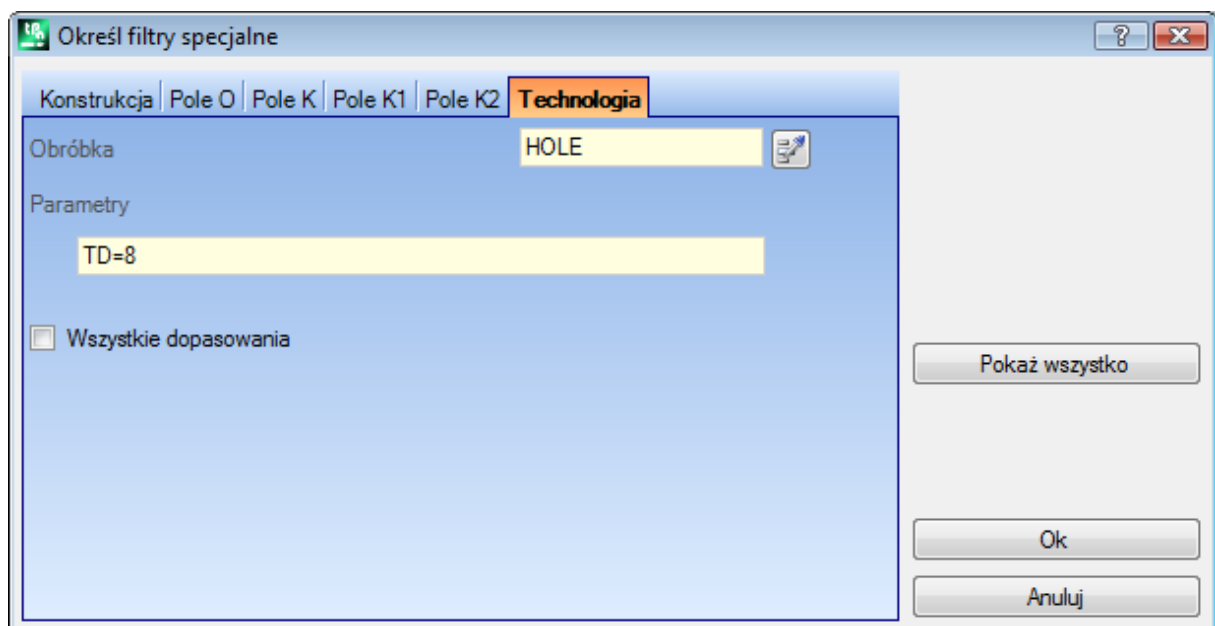 Określ filtry specjalne
Konstrukcja Pole O Pole K Pole K1 Pole K2 Technologia
Obróbka HOLE
Parametry
TD=8
Wszystkie dopasowania
Pokaż wszystko
Ok
Anuluj